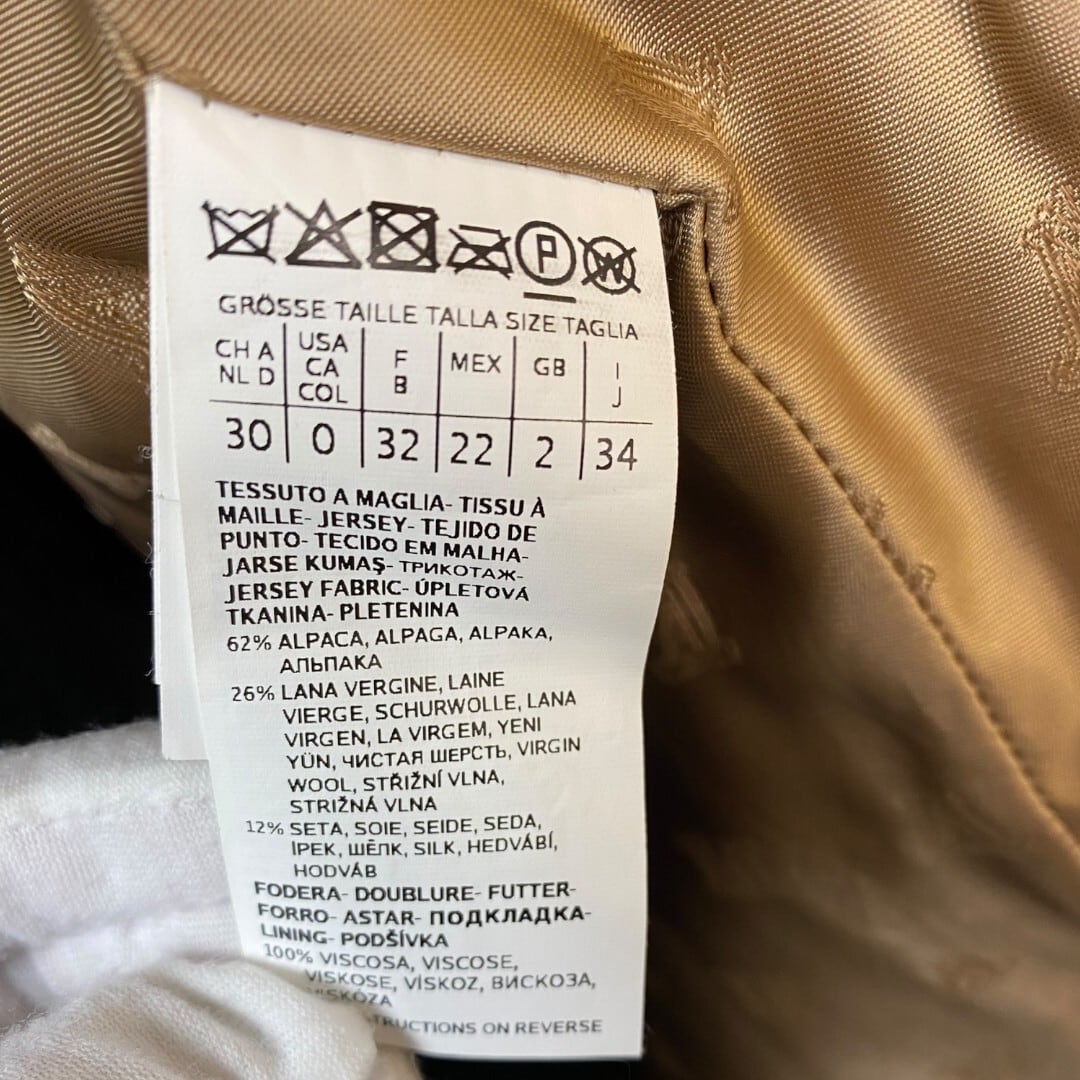 P W
GRÖSSE TAILLE TALLA SIZE TAGLIA
CH A NL D | USA CA COL | F B | MEX | GB | I J
30 | 0 | 32 | 22 | 2 | 34
TESSUTO A MAGLIA- TISSU À
MAILLE- JERSEY- TEJIDO DE
PUNTO- TECIDO EM MALHA-
JARSE KUMAŞ- ТРИКОТАЖ-
JERSEY FABRIC- ÚPLETOVÁ
TKANINA- PLETENINA
62% ALPACA, ALPAGA, ALPAKA,
АЛЬПАКА
26% LANA VERGINE, LAINE
VIERGE, SCHURWOLLE, LANA
VIRGEN, LA VIRGEM, YENI
YÜN, ЧИСТАЯ ШЕРСТЬ, VIRGIN
WOOL, STŘIŽNÍ VLNA,
STRIŽNÁ VLNA
12% SETA, SOIE, SEIDE, SEDA,
IPEK, ШЁЛК, SILK, HEDVÁBÍ,
HODVÁB
FODERA- DOUBLURE- FUTTER-
FORRO- ASTAR- ПОДКЛАДКА-
LINING- PODŠÍVKA
100% VISCOSA, VISCOSE,
VISKOSE, VÍSKOZ, ВИСКОЗА,
ON REVERSE